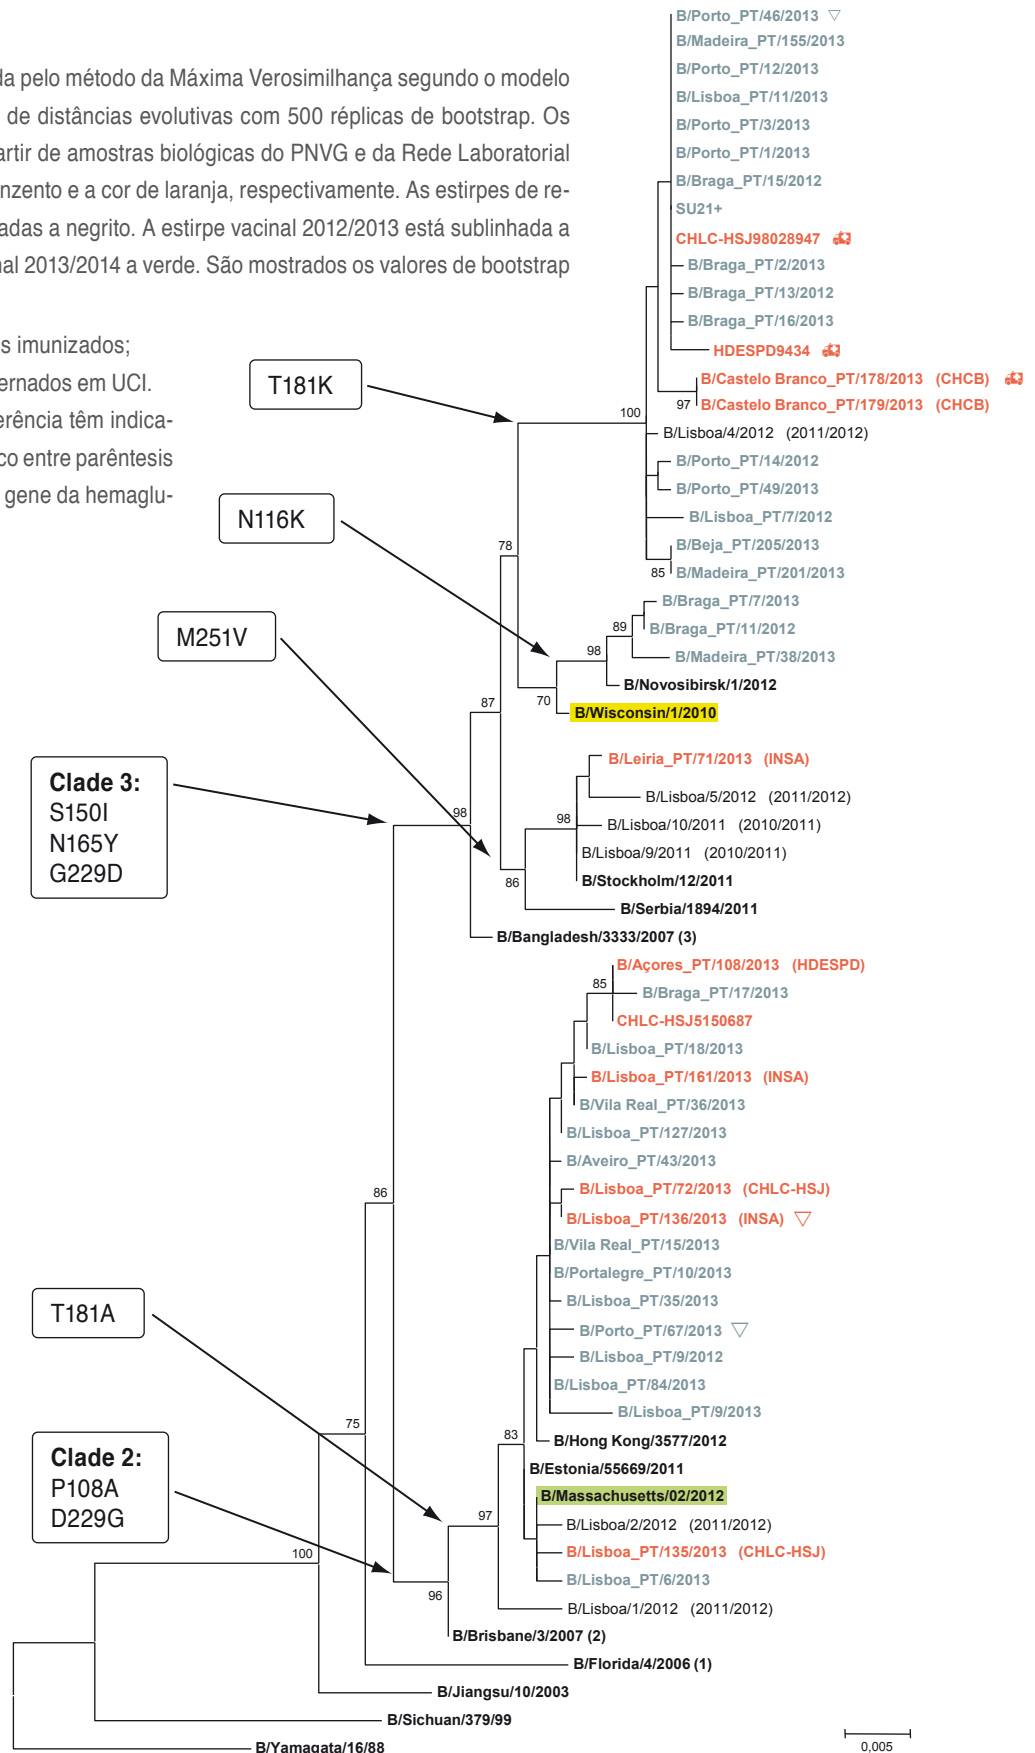 B/Porto_PT/46/2013 ▽
B/Madeira_PT/155/2013
da pelo método da Máxima Verosimilhança segundo o modelo
B/Porto_PT/12/2013
de distâncias evolutivas com 500 réplicas de bootstrap. Os
B/Lisboa_PT/11/2013
artir de amostras biológicas do PNVG e da Rede Laboratorial
B/Porto_PT/3/2013
B/Porto_PT/1/2013
nzento e a cor de laranja, respectivamente. As estirpes de re-
B/Braga_PT/15/2012
adas a negrito. A estirpe vacinal 2012/2013 está sublinhada a
SU21+
CHLC-HSJ98028947
nal 2013/2014 a verde. São mostrados os valores de bootstrap
B/Braga_PT/2/2013
B/Braga_PT/13/2012
B/Braga_PT/16/2013
s imunizados;
HDESPD9434
ernados em UCI.
T181K
B/Castelo Branco_PT/178/2013 (CHCB)
97
B/Castelo Branco_PT/179/2013 (CHCB)
erência têm indica-
100
B/Lisboa/4/2012 (2011/2012)
co entre parêntesis
B/Porto_PT/14/2012
gene da hemaglu-
B/Porto_PT/49/2013
N116K
B/Lisboa_PT/7/2012
78
B/Beja_PT/205/2013
85
B/Madeira_PT/201/2013
B/Braga_PT/7/2013
M251V
89
B/Braga_PT/11/2012
98
B/Madeira_PT/38/2013
B/Novosibirsk/1/2012
87
70
B/Wisconsin/1/2010
B/Leiria_PT/71/2013 (INSA)
Clade 3:
S150I
N165Y
G229D
B/Lisboa/5/2012 (2011/2012)
98
98
B/Lisboa/10/2011 (2010/2011)
B/Lisboa/9/2011 (2010/2011)
86
B/Stockholm/12/2011
B/Serbia/1894/2011
B/Bangladesh/3333/2007 (3)
B/Açores_PT/108/2013 (HDESPD)
85
B/Braga_PT/17/2013
CHLC-HSJ5150687
B/Lisboa_PT/18/2013
B/Lisboa_PT/161/2013 (INSA)
B/Vila Real_PT/36/2013
B/Lisboa_PT/127/2013
B/Aveiro_PT/43/2013
86
B/Lisboa_PT/72/2013 (CHLC-HSJ)
B/Lisboa_PT/136/2013 (INSA) ▽
B/Vila Real_PT/15/2013
B/Portalegre_PT/10/2013
T181A
B/Lisboa_PT/35/2013
B/Porto_PT/67/2013 ▽
B/Lisboa_PT/9/2012
B/Lisboa_PT/84/2013
B/Lisboa_PT/9/2013
75
83
B/Hong Kong/3577/2012
Clade 2:
P108A
D229G
B/Estonia/55669/2011
B/Massachusetts/02/2012
97
B/Lisboa/2/2012 (2011/2012)
100
B/Lisboa_PT/135/2013 (CHLC-HSJ)
B/Lisboa_PT/6/2013
96
B/Lisboa/1/2012 (2011/2012)
B/Brisbane/3/2007 (2)
B/Florida/4/2006 (1)
B/Jiangsu/10/2003
B/Sichuan/379/99
B/Yamagata/16/88
0,005